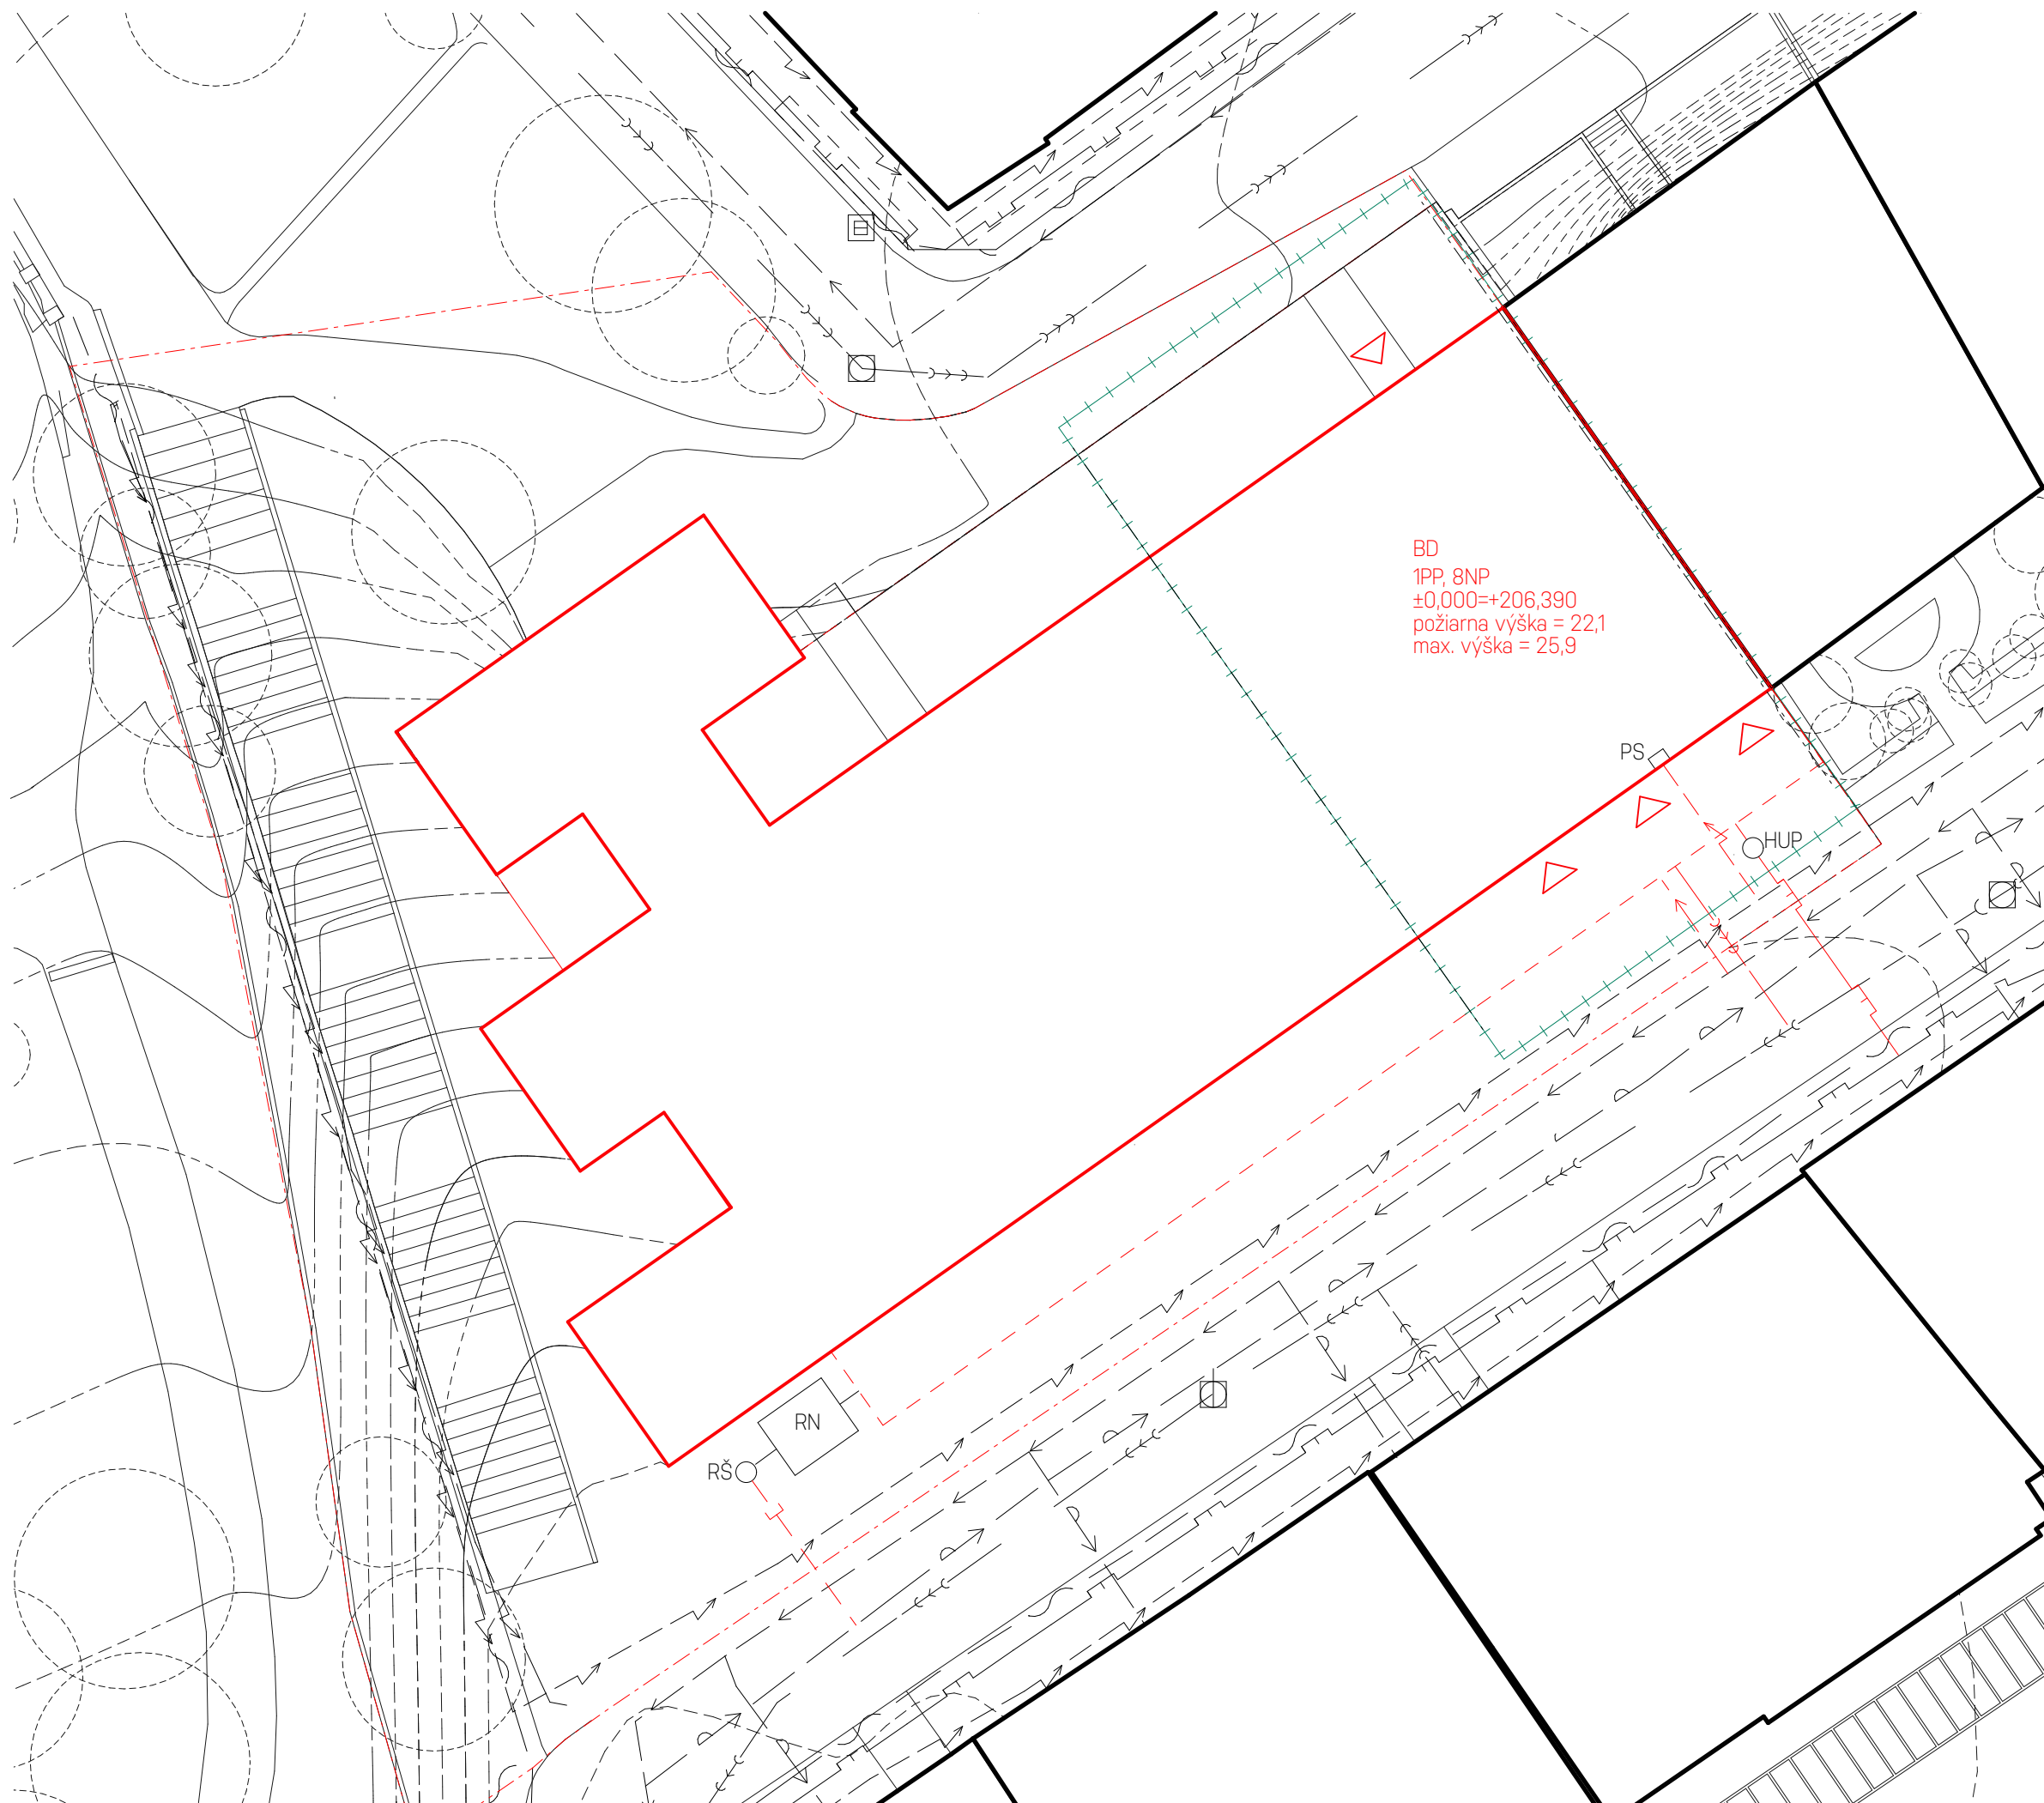 BD
1PP, 8NP
±0,000=+206,390
požiarna výška = 22,1
max. výška = 25,9
PS
HUP
RN
RŠ